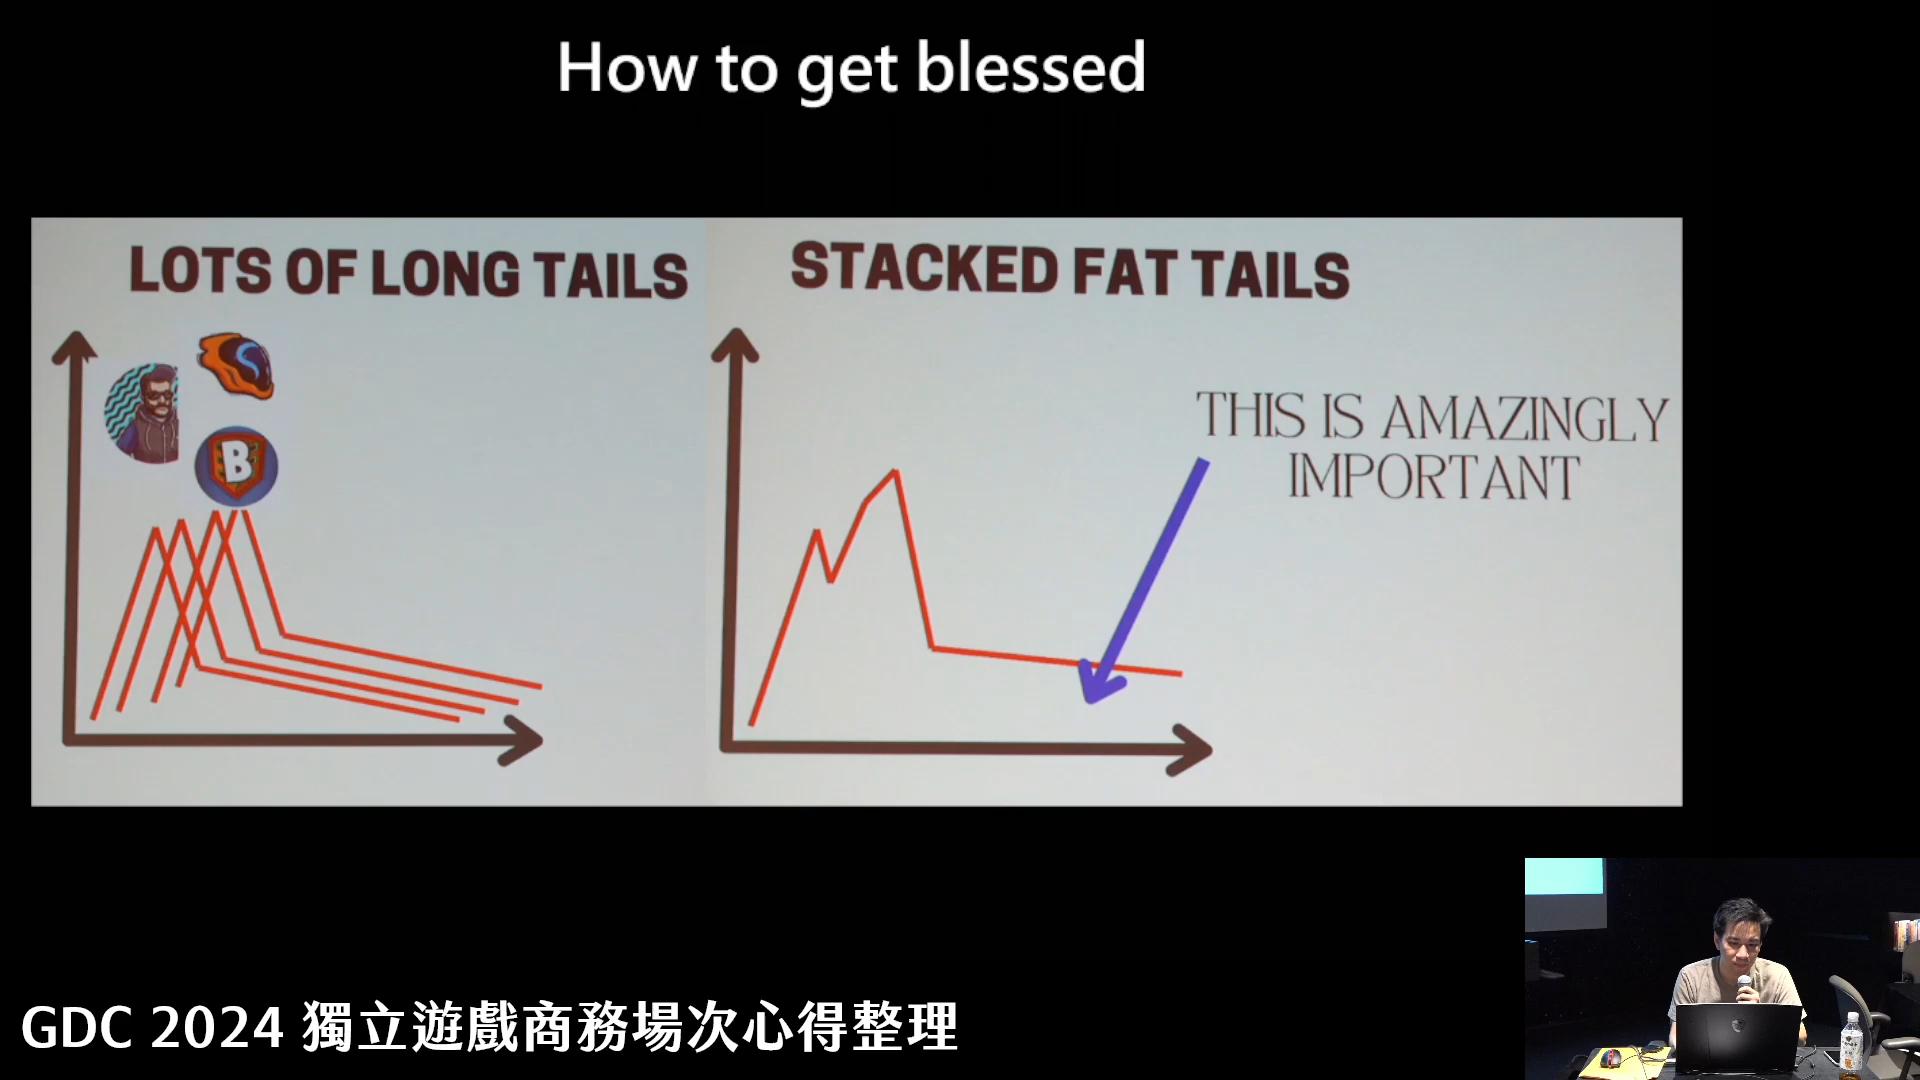 How to get blessed
LOTS OF LONG TAILS
B
STACKED FAT TAILS
THIS IS AMAZINGLY
IMPORTANT
GDC 2024 獨立遊戲商務場次心得整理